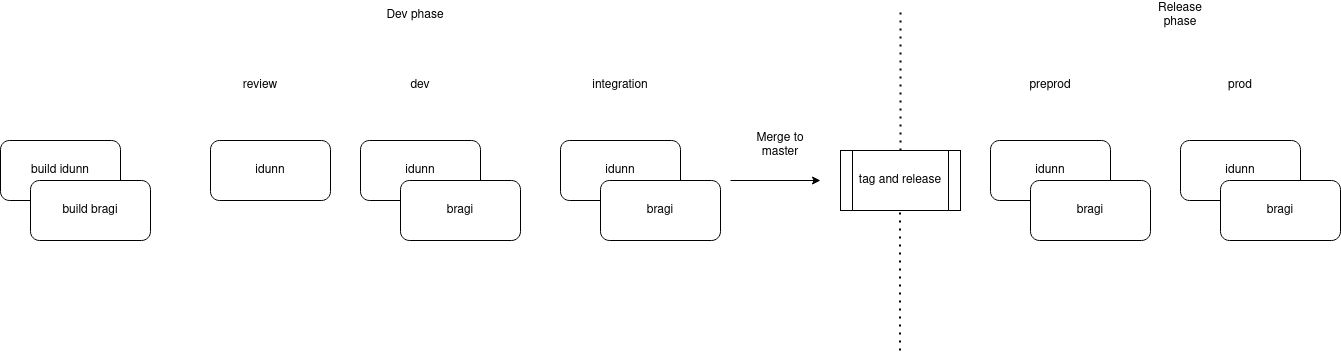 Dev phase
Release
phase
review
dev
integration
preprod
prod
Merge to
master
build idunn
build bragi
idunn
idunn
bragi
idunn
bragi
tag and release
idunn
bragi
idunn
bragi